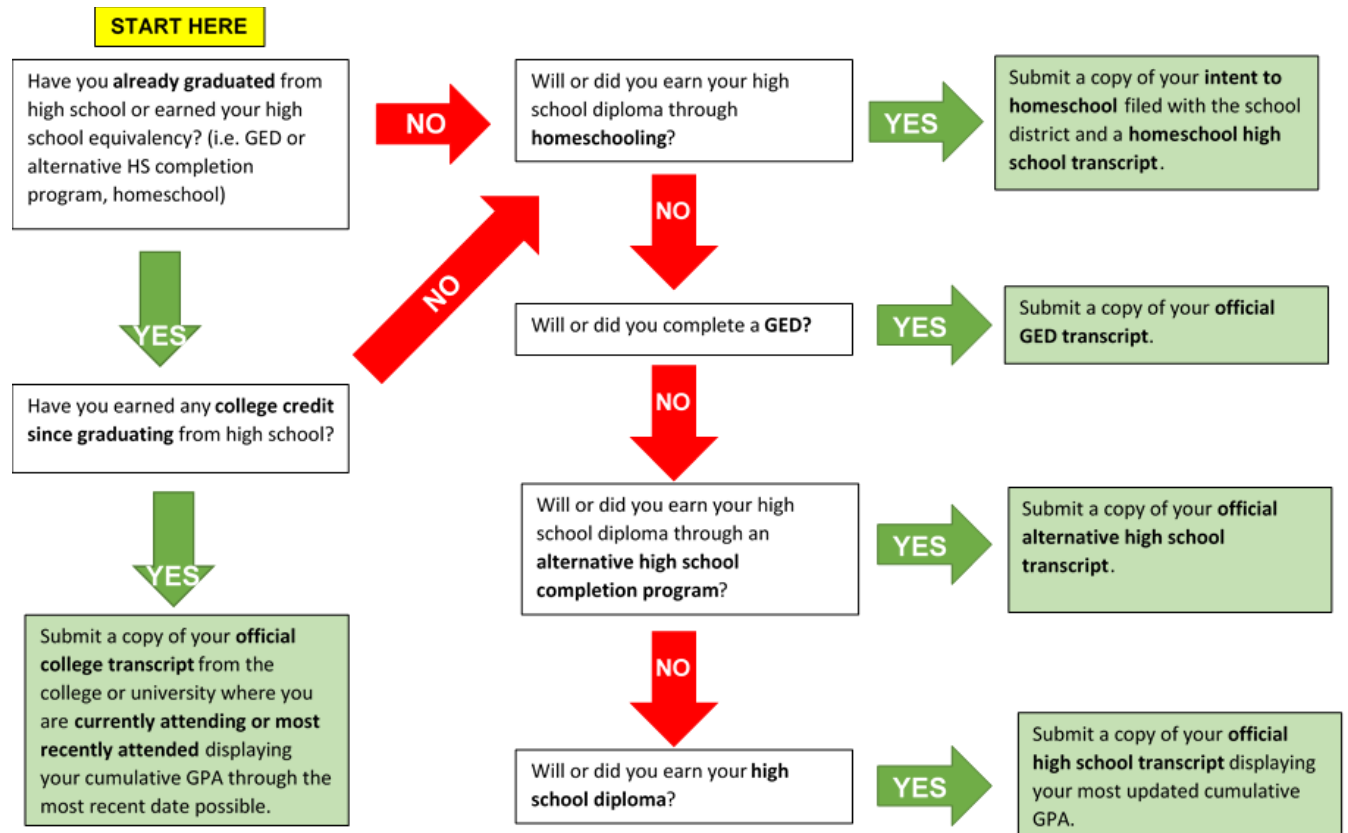 START HERE
Have you already graduated from
high school or earned your high
school equivalency? (i.e. GED or
alternative HS completion
program, homeschool)
NO
Will or did you earn your high
school diploma through
homeschooling?
YES
Submit a copy of your intent to
homeschool filed with the school
district and a homeschool high
school transcript.
YES
NO
NO
Will or did you complete a GED?
YES
Submit a copy of your official
GED transcript.
Have you earned any college credit
since graduating from high school?
NO
YES
Will or did you earn your high
school diploma through an
alternative high school
completion program?
YES
Submit a copy of your official
alternative high school
transcript.
Submit a copy of your official
college transcript from the
college or university where you
are currently attending or most
recently attended displaying
your cumulative GPA through the
most recent date possible.
NO
Will or did you earn your high
school diploma?
YES
Submit a copy of your official
high school transcript displaying
your most updated cumulative
GPA.